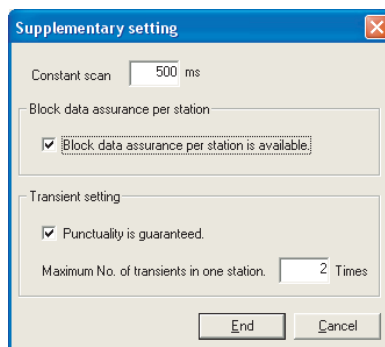 Supplementary setting
Constant scan 500 ms
Block data assurance per station
Block data assurance per station is available.
Transient setting
Punctuality is guaranteed.
Maximum No. of transients in one station. 2 Times
End Cancel